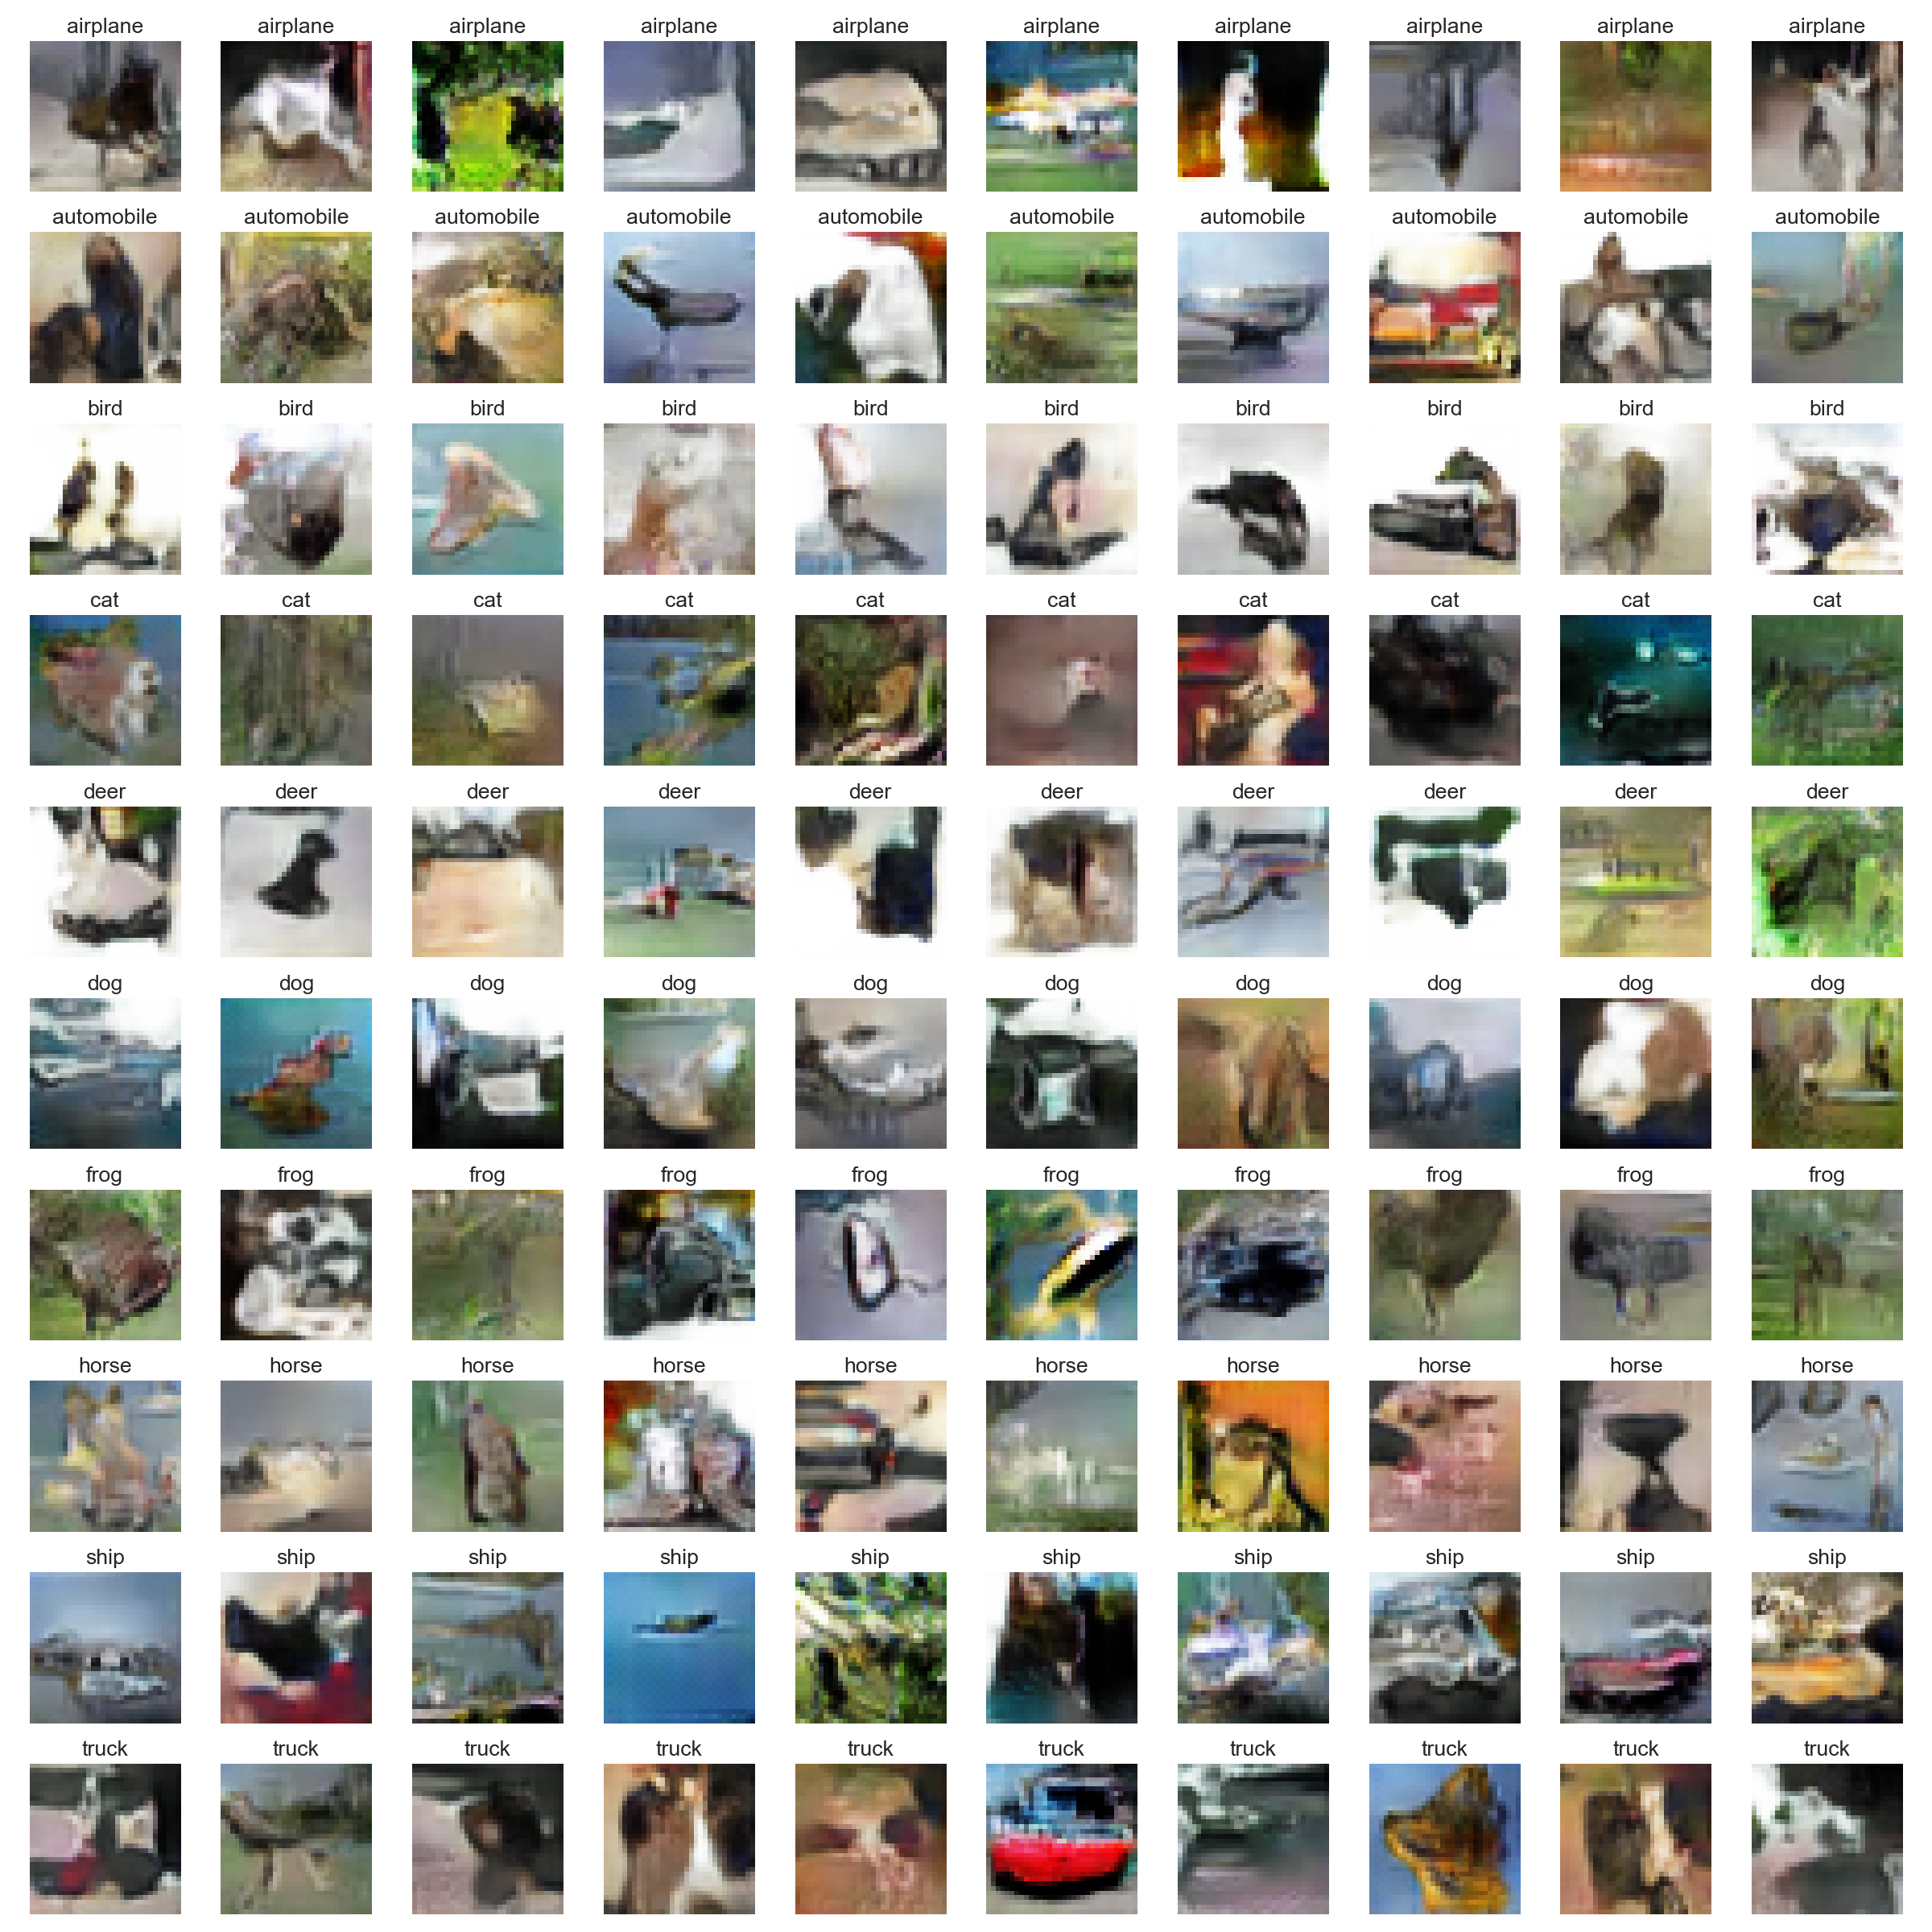 airplane airplane airplane airplane airplane airplane airplane airplane airplane airplane
automobile automobile automobile automobile automobile automobile automobile automobile automobile automobile
bird bird bird bird bird bird bird bird bird bird
cat cat cat cat cat cat cat cat cat cat
deer deer deer deer deer deer deer deer deer deer
dog dog dog dog dog dog dog dog dog dog
frog frog frog frog frog frog frog frog frog frog
horse horse horse horse horse horse horse horse horse horse
ship ship ship ship ship ship ship ship ship ship
truck truck truck truck truck truck truck truck truck truck